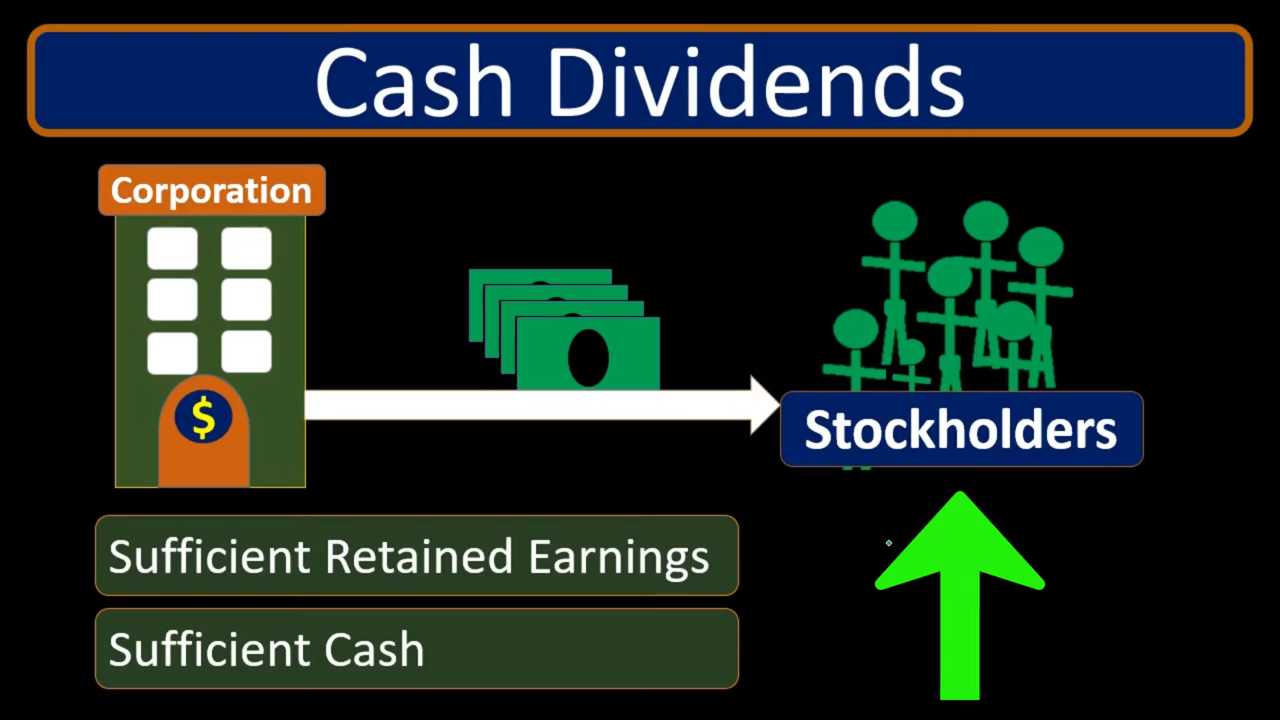 Cash Dividends
Corporation
$
Stockholders
Sufficient Retained Earnings
Sufficient Cash